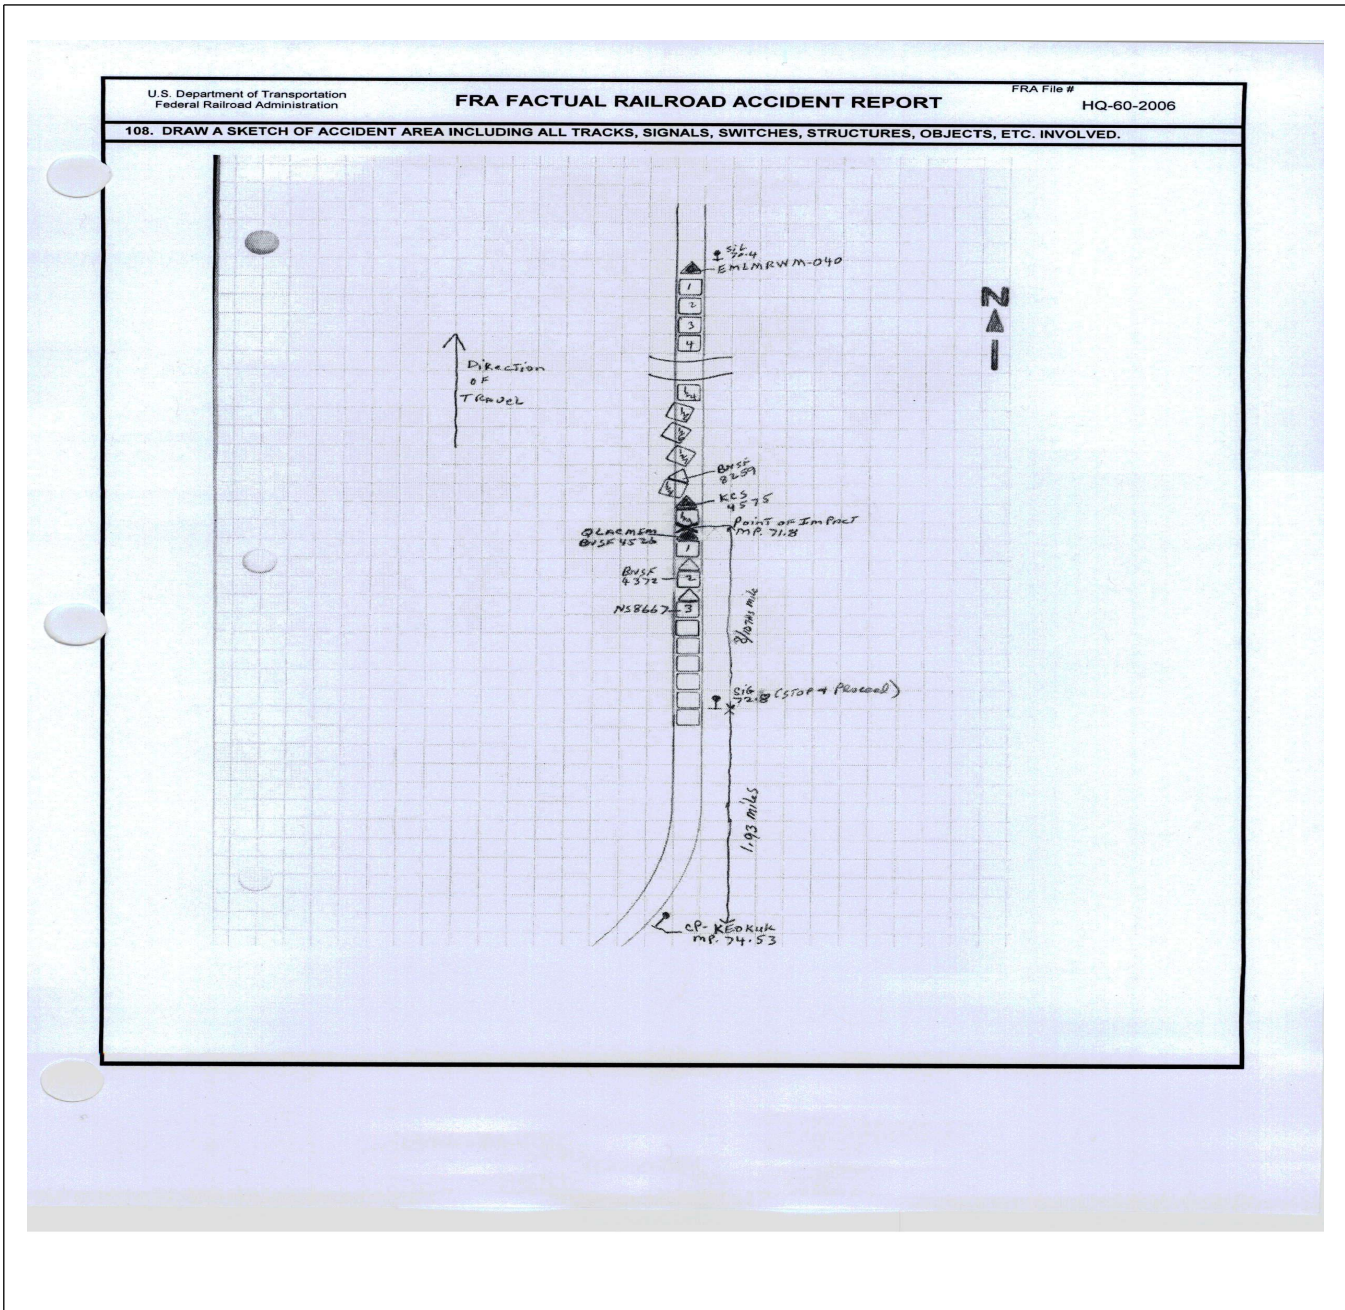 U.S. Department of Transportation
Federal Railroad Administration
FRA FACTUAL RAILROAD ACCIDENT REPORT
FRA File #
HQ-60-2006
108. DRAW A SKETCH OF ACCIDENT AREA INCLUDING ALL TRACKS, SIGNALS, SWITCHES, STRUCTURES, OBJECTS, ETC. INVOLVED.
SIG
72.4
EMLMRWM-040
1
2
3
4
N
Direction
OF
TRAVEL
BNSF
8259
KCS
4575
Point OF Impact
MP. 71.8
QLACMEM
BNSF 4526
1
BNSF
4372
2
NS8667
3
8/10THS mile
SIG
72.8 (STOP + Proceed)
1.93 miles
CP- KEOKUK
MP. 74.53